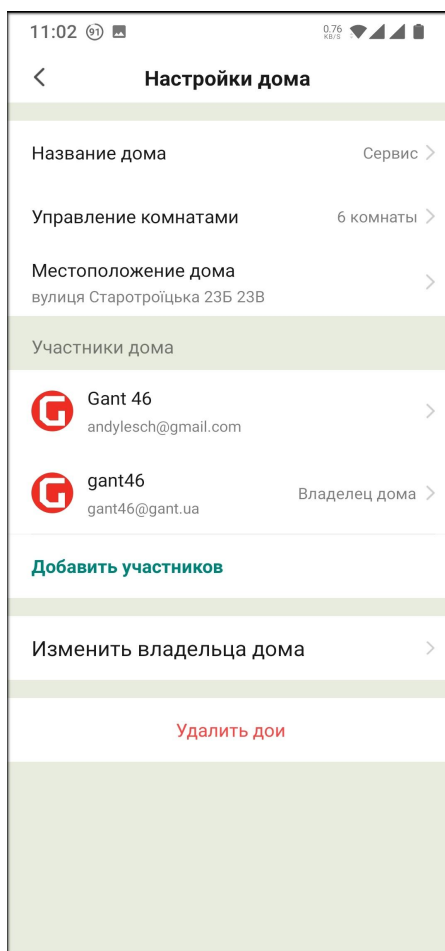 11:02 91 0.76 KB/S
Настройки дома
Название дома Сервис
Управление комнатами 6 комнаты
Местоположение дома
вулиця Старотроїцька 23Б 23В
Участники дома
Gant 46
andylesch@gmail.com
gant46
gant46@gant.ua Владелец дома
Добавить участников
Изменить владельца дома
Удалить дои